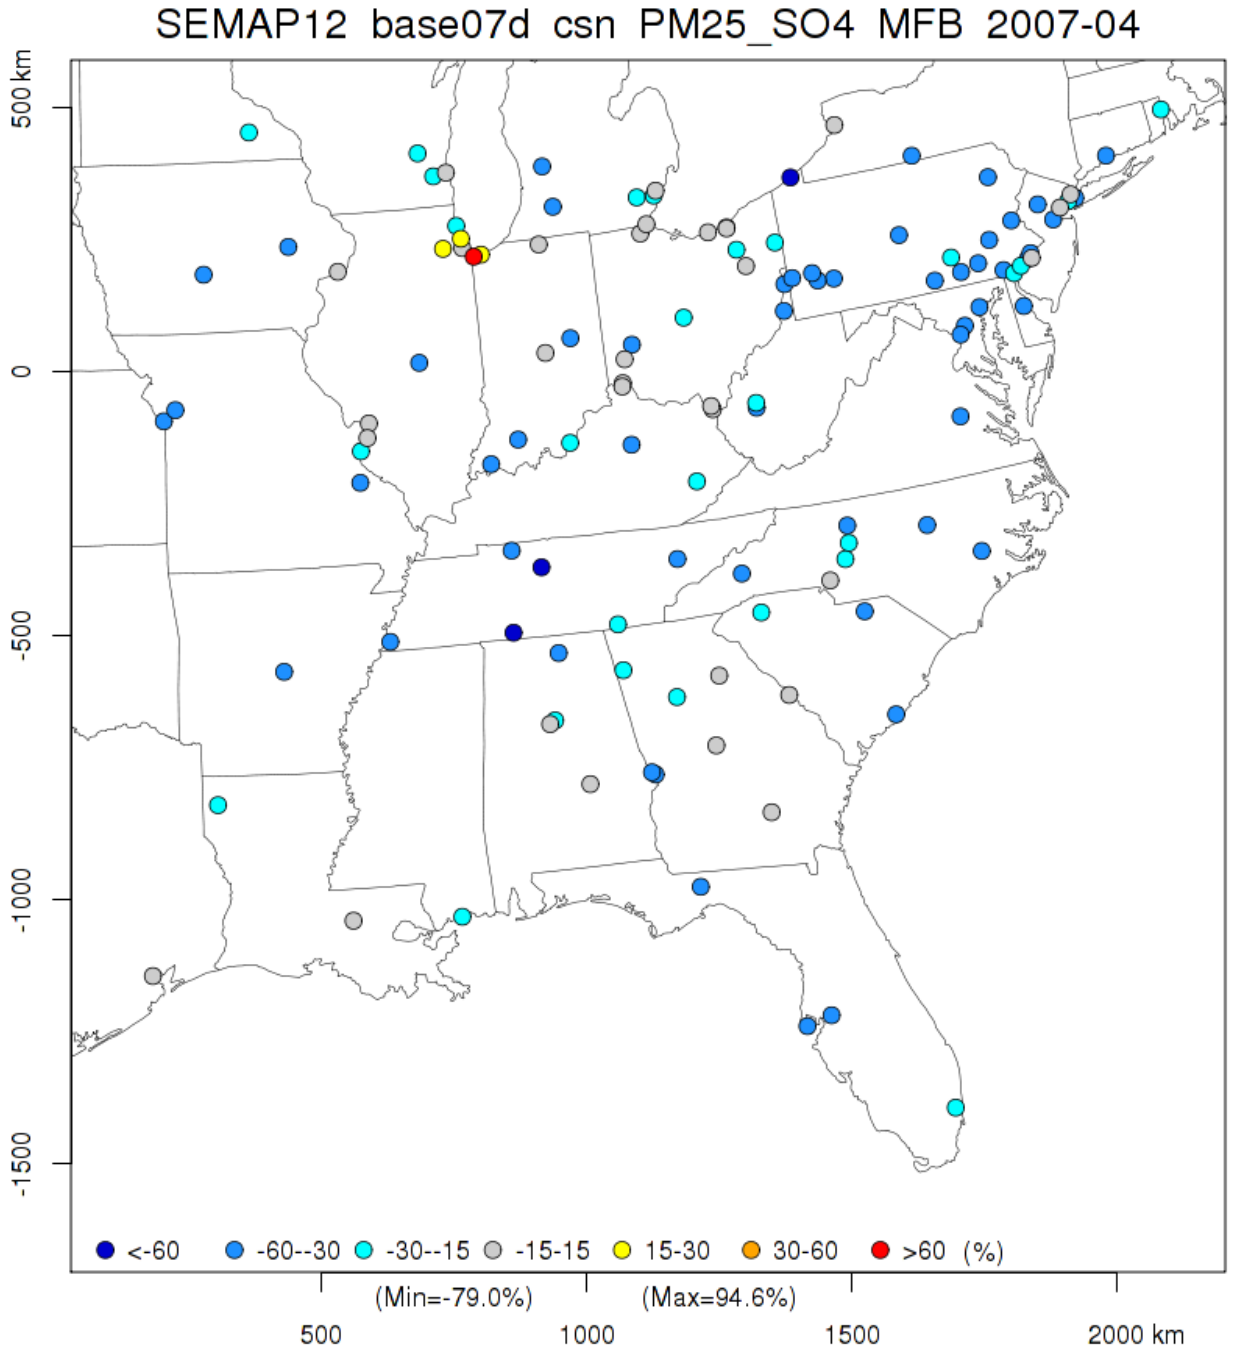 SEMAP12 base07d csn PM25_SO4 MFB 2007-04
500 km
0
-500
-1000
-1500
<-60 -60--30 -30--15 -15-15 15-30 30-60 >60 (%)
(Min=-79.0%) (Max=94.6%)
500 1000 1500 2000 km